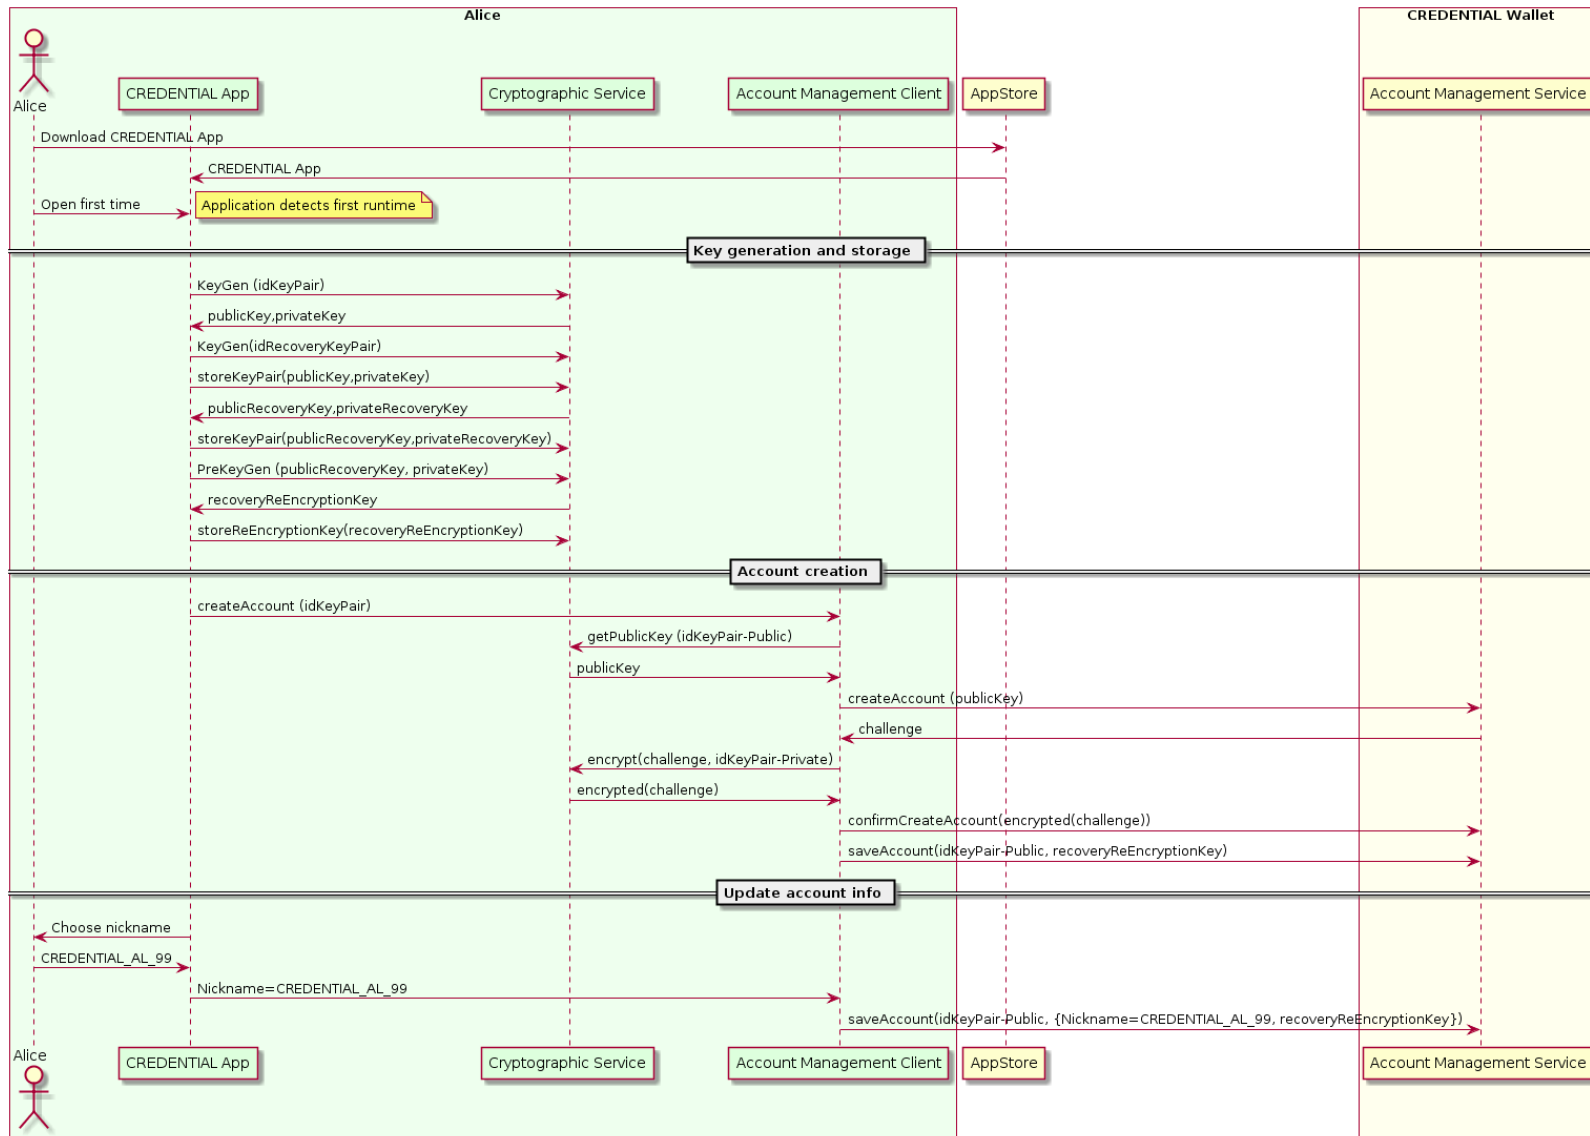 Alice
CREDENTIAL Wallet
Alice
CREDENTIAL App
Cryptographic Service
Account Management Client
AppStore
Account Management Service
Download CREDENTIAL App
CREDENTIAL App
Open first time
Application detects first runtime
Key generation and storage
KeyGen (idKeyPair)
publicKey,privateKey
KeyGen(idRecoveryKeyPair)
storeKeyPair(publicKey,privateKey)
publicRecoveryKey,privateRecoveryKey
storeKeyPair(publicRecoveryKey,privateRecoveryKey)
PreKeyGen (publicRecoveryKey, privateKey)
recoveryReEncryptionKey
storeReEncryptionKey(recoveryReEncryptionKey)
Account creation
createAccount (idKeyPair)
getPublicKey (idKeyPair-Public)
publicKey
createAccount (publicKey)
challenge
encrypt(challenge, idKeyPair-Private)
encrypted(challenge)
confirmCreateAccount(encrypted(challenge))
saveAccount(idKeyPair-Public, recoveryReEncryptionKey)
Update account info
Choose nickname
CREDENTIAL_AL_99
Nickname=CREDENTIAL_AL_99
saveAccount(idKeyPair-Public, {Nickname=CREDENTIAL_AL_99, recoveryReEncryptionKey})
Alice
CREDENTIAL App
Cryptographic Service
Account Management Client
AppStore
Account Management Service